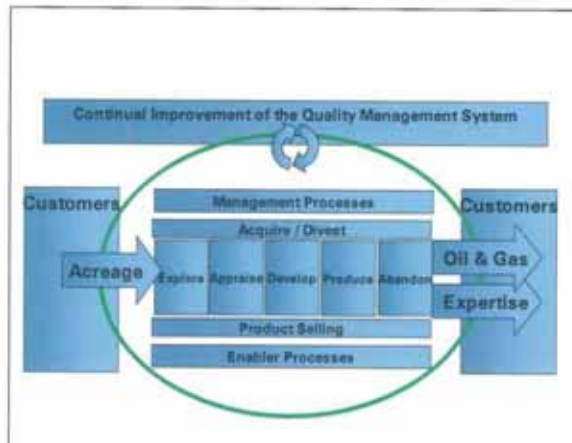 Continual Improvement of the Quality Management System
Customers
Management Processes
Customers
Acquire / Divest
Acreage
Explore
Appraise
Develop
Produce
Abandon
Oil & Gas
Expertise
Product Selling
Enabler Processes